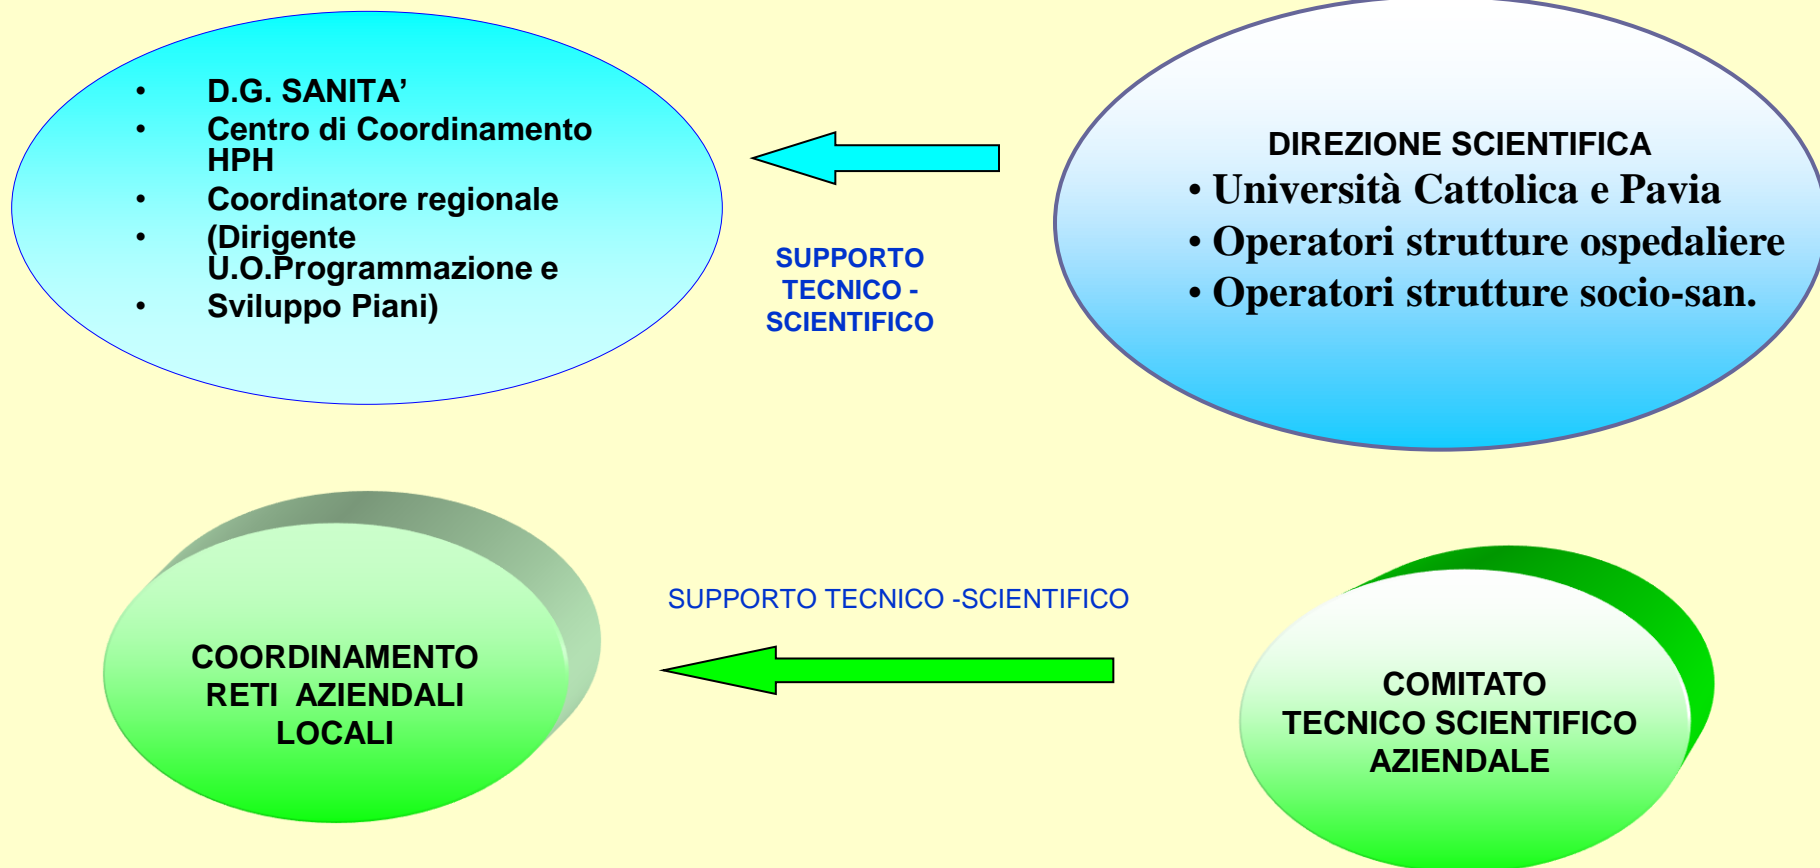 • D.G. SANITA’
• Centro di Coordinamento
HPH
• Coordinatore regionale
• (Dirigente
U.O.Programmazione e
• Sviluppo Piani)
SUPPORTO
TECNICO -
SCIENTIFICO
DIREZIONE SCIENTIFICA
• Università Cattolica e Pavia
• Operatori strutture ospedaliere
• Operatori strutture socio-san.
COORDINAMENTO
RETI AZIENDALI
LOCALI
SUPPORTO TECNICO -SCIENTIFICO
COMITATO
TECNICO SCIENTIFICO
AZIENDALE